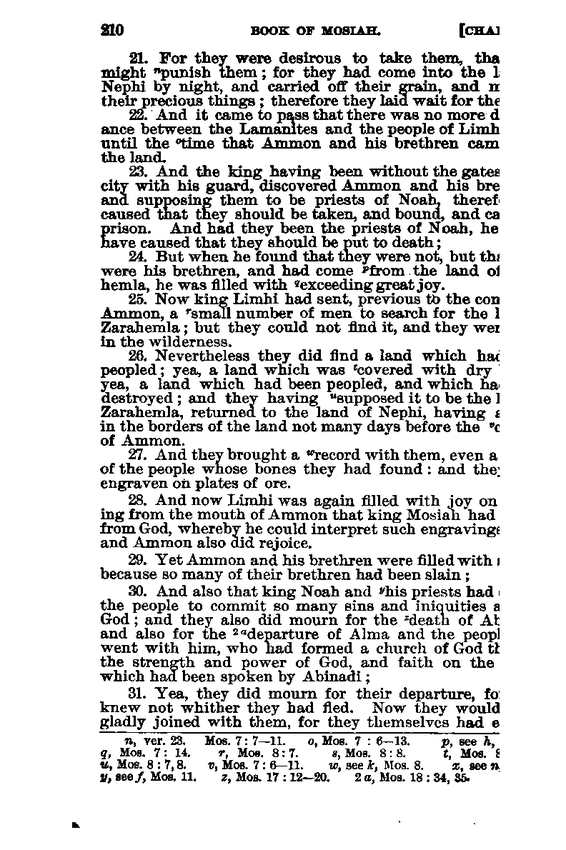 210 BOOK OF MOSIAH. [CHA
21. For they were desirous to take them, tha
might ⁿpunish them; for they had come into the
Nephi by night, and carried off their grain, and
their precious things; therefore they laid wait for the
22. And it came to pass that there was no more d
ance between the Lamanites and the people of Limh
until the ᵒtime that Ammon and his brethren cam
the land.
23. And the king having been without the gates
city with his guard, discovered Ammon and his bre
and supposing them to be priests of Noah, theref
caused that they should be taken, and bound, and ca
prison. And had they been the priests of Noah, he
have caused that they should be put to death;
24. But when he found that they were not, but tha
were his brethren, and had come ᵖfrom the land of
hemla, he was filled with ᑫexceeding great joy.
25. Now king Limhi had sent, previous to the com
Ammon, a ʳsmall number of men to search for the l
Zarahemla; but they could not find it, and they wer
in the wilderness.
26. Nevertheless they did find a land which had
peopled; yea, a land which was ᵗcovered with dry
yea, a land which had been peopled, and which ha
destroyed; and they having ᵘsupposed it to be the l
Zarahemla, returned to the land of Nephi, having a
in the borders of the land not many days before the ᵛc
of Ammon.
27. And they brought a ʷrecord with them, even a
of the people whose bones they had found: and the
engraven on plates of ore.
28. And now Limhi was again filled with joy on
ing from the mouth of Ammon that king Mosiah had
from God, whereby he could interpret such engravings
and Ammon also did rejoice.
29. Yet Ammon and his brethren were filled with
because so many of their brethren had been slain;
30. And also that king Noah and ʸhis priests had
the people to commit so many sins and iniquities a
God; and they also did mourn for the ᶻdeath of Ab
and also for the ²ᵃdeparture of Alma and the peopl
went with him, who had formed a church of God th
the strength and power of God, and faith on the
which had been spoken by Abinadi;
31. Yea, they did mourn for their departure, fo
knew not whither they had fled. Now they would
gladly joined with them, for they themselves had e
n, ver. 23. Mos. 7: 7—11. o, Mos. 7: 6—13. p, see h,
q, Mos. 7: 14. r, Mos. 8: 7. s, Mos. 8: 8. t, Mos. 8
u, Mos. 8: 7, 8. v, Mos. 7: 6—11. w, see k, Mos. 8. x, see n
y, see f, Mos. 11. z, Mos. 17: 12—20. 2 a, Mos. 18: 34, 35.